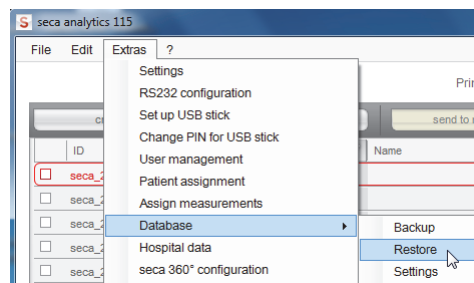 seca analytics 115
File Edit Extras ?
Settings
RS232 configuration
Set up USB stick
Change PIN for USB stick
User management
Patient assignment
Assign measurements
Database
Hospital data
seca 360° configuration
Backup
Restore
Settings
send to
ID
Name